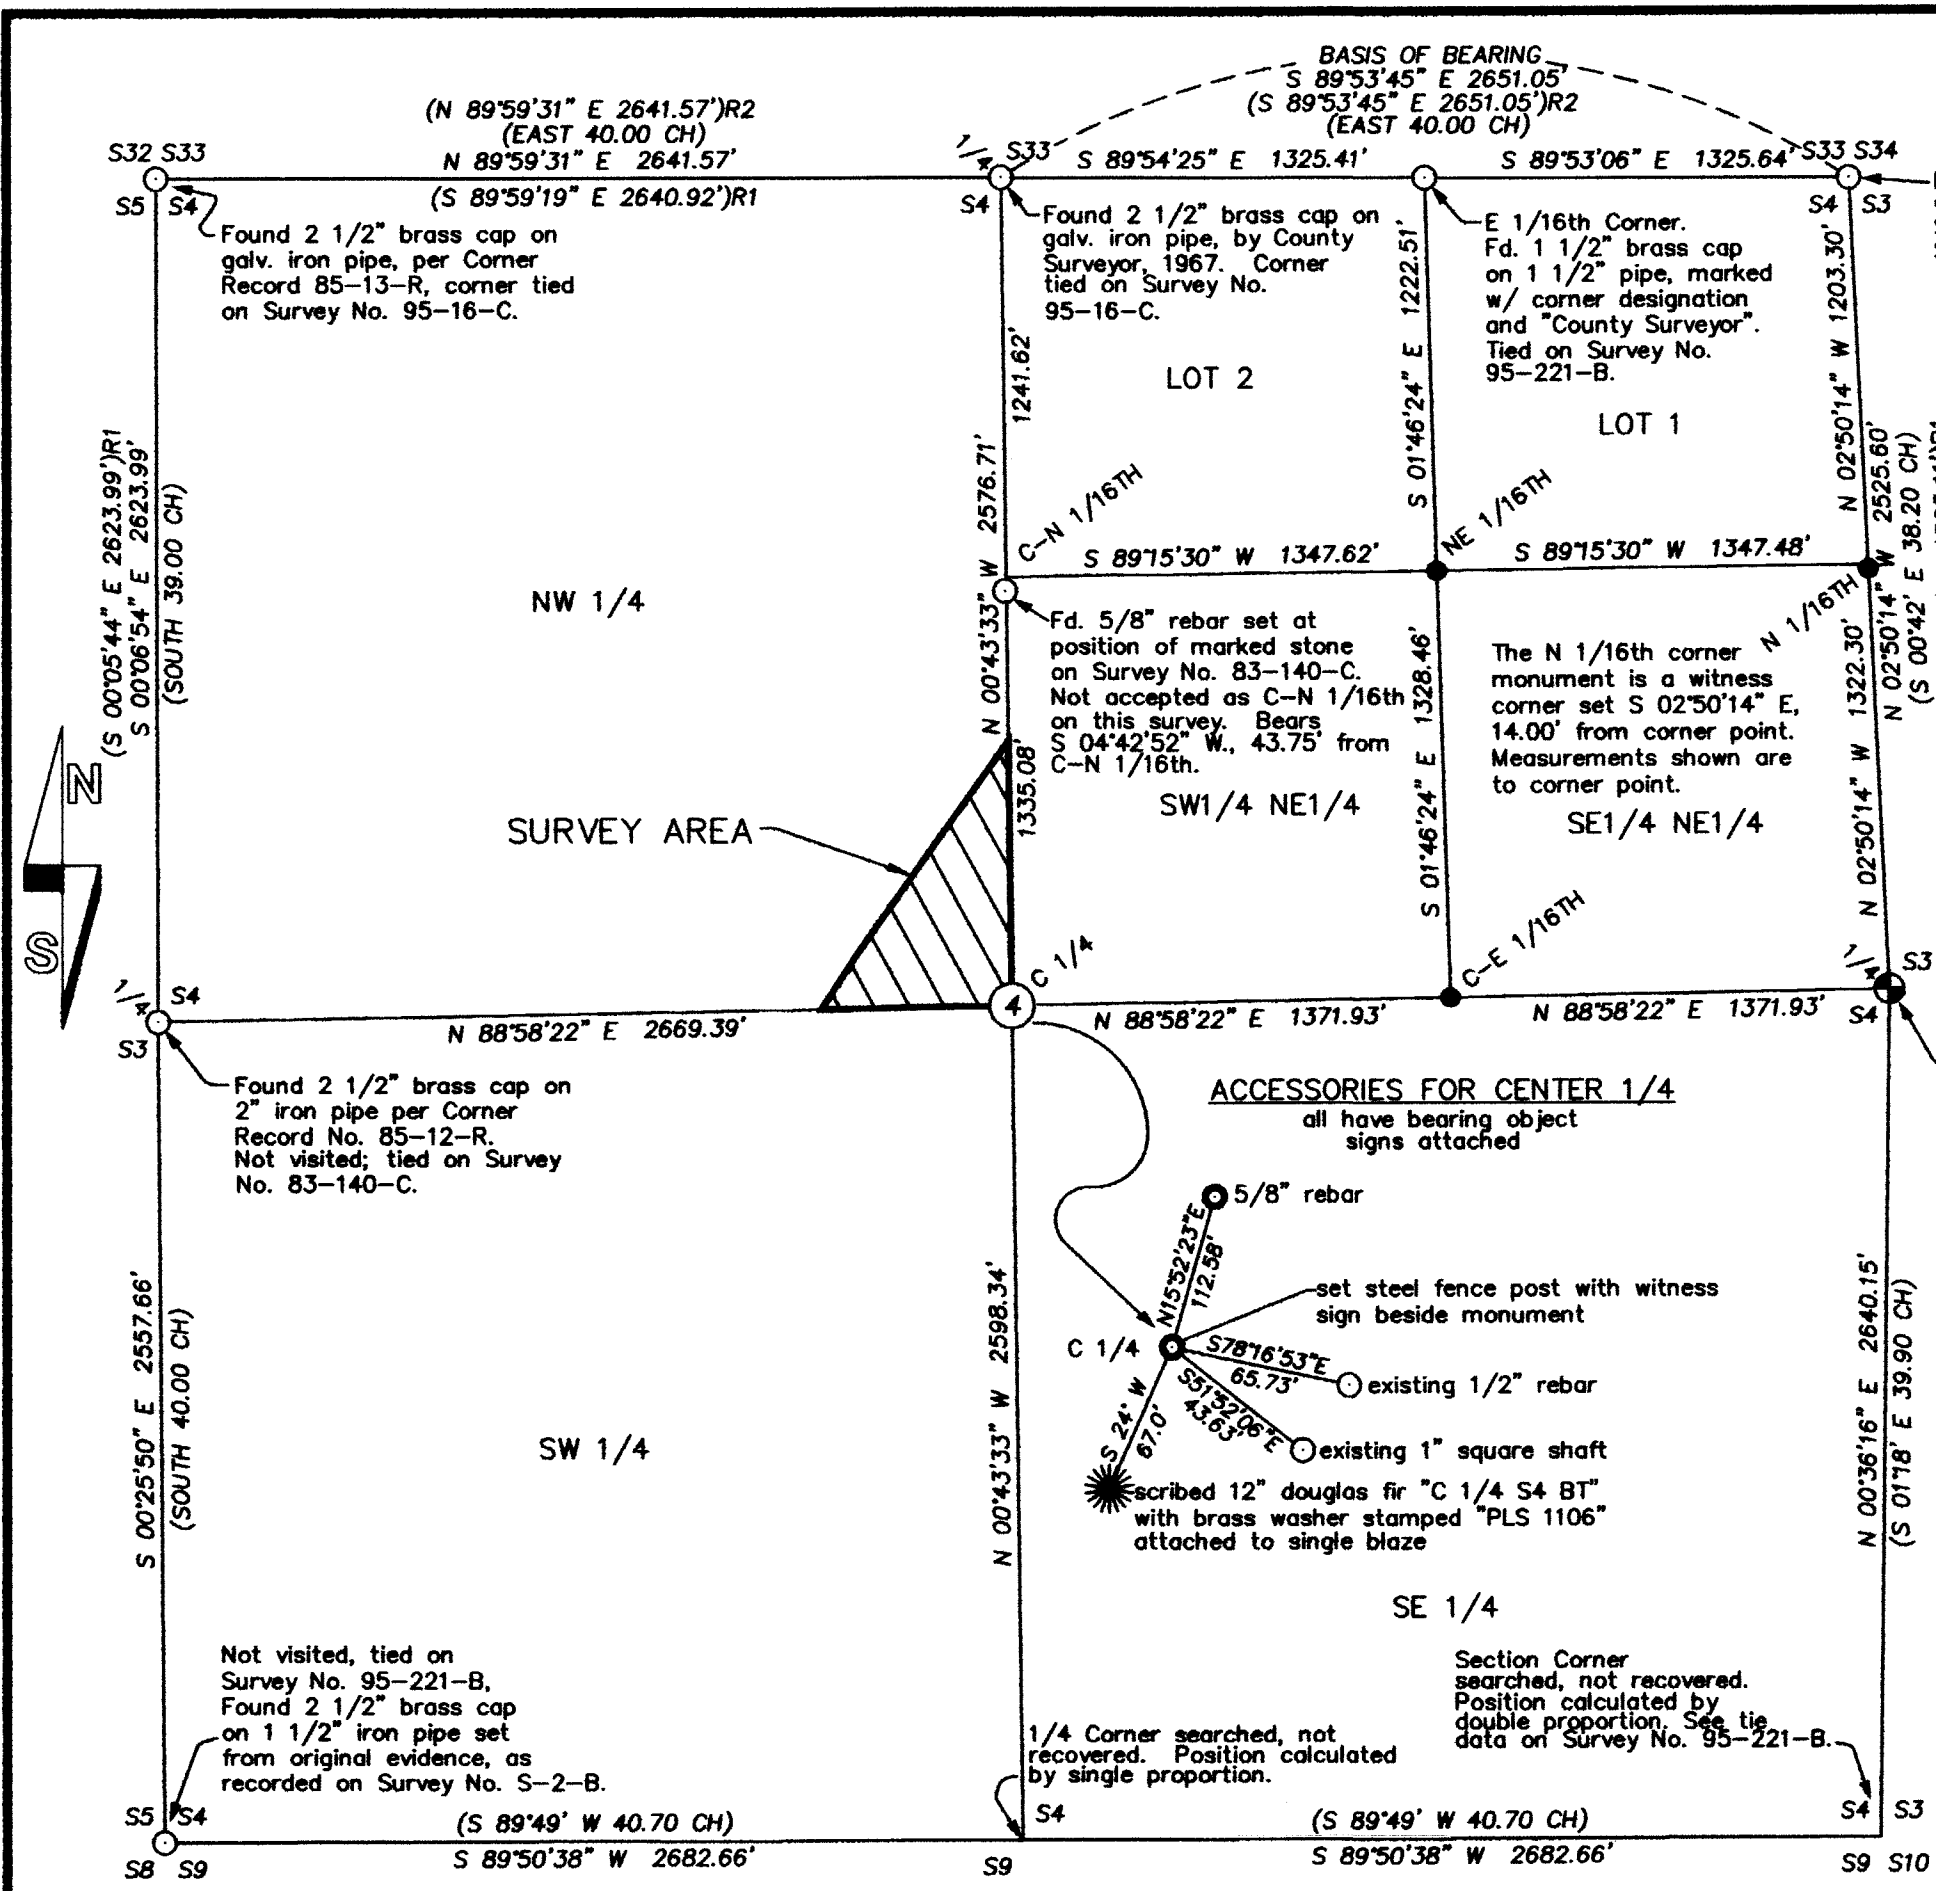 BASIS OF BEARING
S 89°53'45" E 2651.05'
(S 89°53'45" E 2651.05')R2
(EAST 40.00 CH)
(N 89°59'31" E 2641.57')R2
(EAST 40.00 CH)
N 89°59'31" E 2641.57'
(S 89°59'19" E 2640.92')R1
S32 S33
S5 S4
1/4
S33
S4
S 89°54'25" E 1325.41'
S 89°53'06" E 1325.64'
S33 S34
S4 S3
Found 2 1/2" brass cap on
galv. iron pipe, per Corner
Record 85-13-R, corner tied
on Survey No. 95-16-C.
Found 2 1/2" brass cap on
galv. iron pipe, by County
Surveyor, 1967. Corner
tied on Survey No.
95-16-C.
E 1/16th Corner.
Fd. 1 1/2" brass cap
on 1 1/2" pipe, marked
w/ corner designation
and "County Surveyor".
Tied on Survey No.
95-221-B.
LOT 2
LOT 1
1241.62'
S 01°46'24" E 1222.51'
N 02°50'14" W 1203.30'
(S 00°05'44" E 2623.99')R1
S 00°06'54" E 2623.99'
(SOUTH 39.00 CH)
N 00°43'33" W 2576.71'
N 02°50'14" W 2525.60'
(S 00°42' E 38.20 CH)
C-N 1/16TH
NE 1/16TH
N 1/16TH
S 89°15'30" W 1347.62'
S 89°15'30" W 1347.48'
NW 1/4
Fd. 5/8" rebar set at
position of marked stone
on Survey No. 83-140-C.
Not accepted as C-N 1/16th
on this survey. Bears
S 04°42'52" W., 43.75' from
C-N 1/16th.
The N 1/16th corner
monument is a witness
corner set S 02°50'14" E,
14.00' from corner point.
Measurements shown are
to corner point.
1335.08'
S 01°46'24" E 1328.46'
N 02°50'14" W 1322.30'
SW1/4 NE1/4
SE1/4 NE1/4
N
S
SURVEY AREA
C 1/4
C-E 1/16TH
1/4
S4
S3
4
1/4
S3
S4
N 88°58'22" E 2669.39'
N 88°58'22" E 1371.93'
N 88°58'22" E 1371.93'
Found 2 1/2" brass cap on
2" iron pipe per Corner
Record No. 85-12-R.
Not visited; tied on Survey
No. 83-140-C.
ACCESSORIES FOR CENTER 1/4
all have bearing object
signs attached
5/8" rebar
N15°52'23"E
112.58'
set steel fence post with witness
sign beside monument
C 1/4
S78°16'53"E
65.73'
existing 1/2" rebar
S51°52'06"E
43.63'
existing 1" square shaft
S 24° W
67.0'
scribed 12" douglas fir "C 1/4 S4 BT"
with brass washer stamped "PLS 1106"
attached to single blaze
S 00°25'50" E 2557.66'
(SOUTH 40.00 CH)
N 00°43'33" W 2598.34'
N 00°36'16" E 2640.15'
(S 01°18' E 39.90 CH)
SW 1/4
SE 1/4
Not visited, tied on
Survey No. 95-221-B,
Found 2 1/2" brass cap
on 1 1/2" iron pipe set
from original evidence, as
recorded on Survey No. S-2-B.
1/4 Corner searched, not
recovered. Position calculated
by single proportion.
Section Corner
searched, not recovered.
Position calculated by
double proportion. See tie
data on Survey No. 95-221-B.
S5 S4
S8 S9
(S 89°49' W 40.70 CH)
S 89°50'38" W 2682.66'
S4
S9
(S 89°49' W 40.70 CH)
S 89°50'38" W 2682.66'
S4 S3
S9 S10